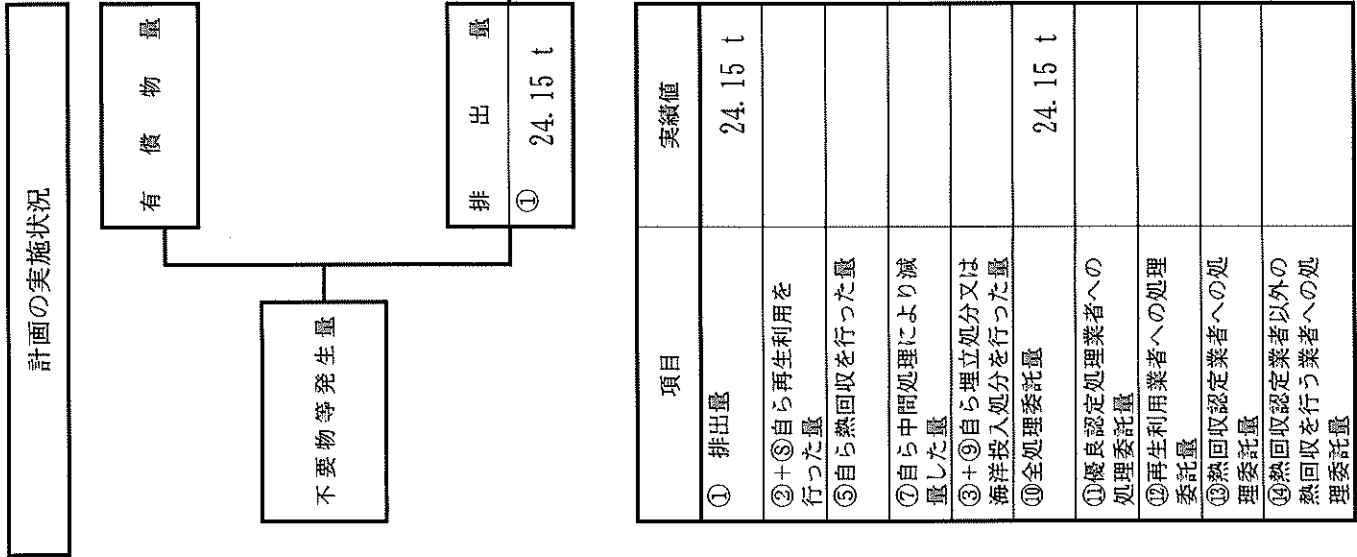 計画の実施状況
有償物量
不要物等発生量
排出量
① 24.15 t
項目 実績値
① 排出量 24.15 t
②+⑧自ら再生利用を
行った量
⑤自ら熱回収を行った量
⑦自ら中間処理により減
量した量
③+⑨自ら埋立処分又は
海洋投入処分を行った量
⑩全処理委託量 24.15 t
⑪優良認定処理業者への
処理委託量
⑫再生利用業者への処理
委託量
⑬熱回収認定業者への処
理委託量
⑭熱回収認定業者以外の
熱回収を行う業者への処
理委託量